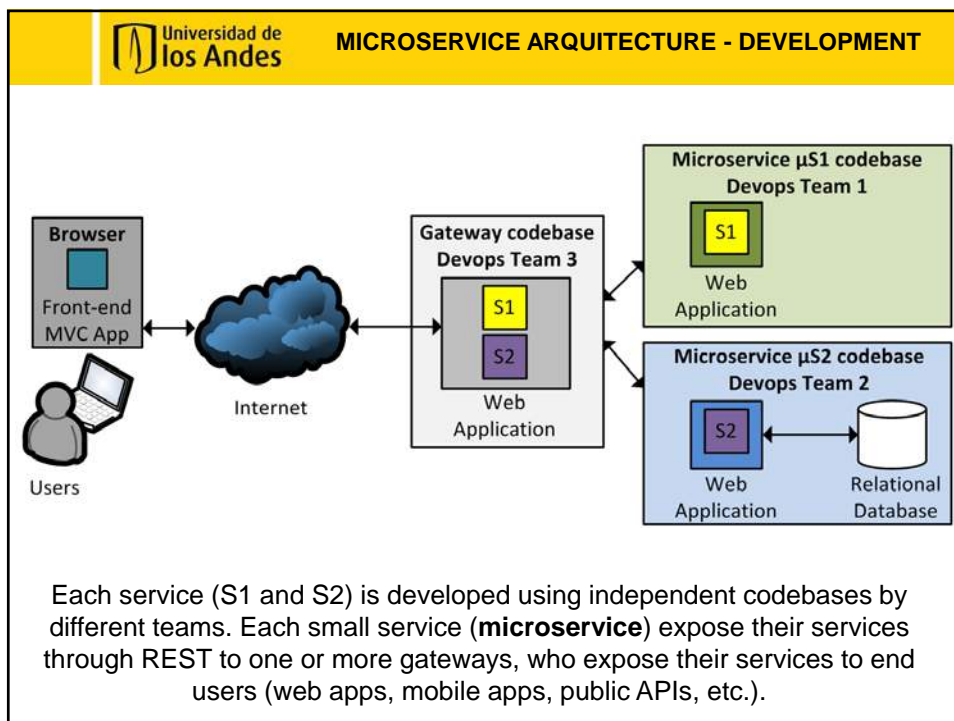 Universidad de
los Andes
MICROSERVICE ARQUITECTURE - DEVELOPMENT
Browser
Front-end
MVC App
Users
Internet
Gateway codebase
Devops Team 3
S1
S2
Web
Application
Microservice µS1 codebase
Devops Team 1
S1
Web
Application
Microservice µS2 codebase
Devops Team 2
S2
Web
Application
Relational
Database
Each service (S1 and S2) is developed using independent codebases by
different teams. Each small service (microservice) expose their services
through REST to one or more gateways, who expose their services to end
users (web apps, mobile apps, public APIs, etc.).